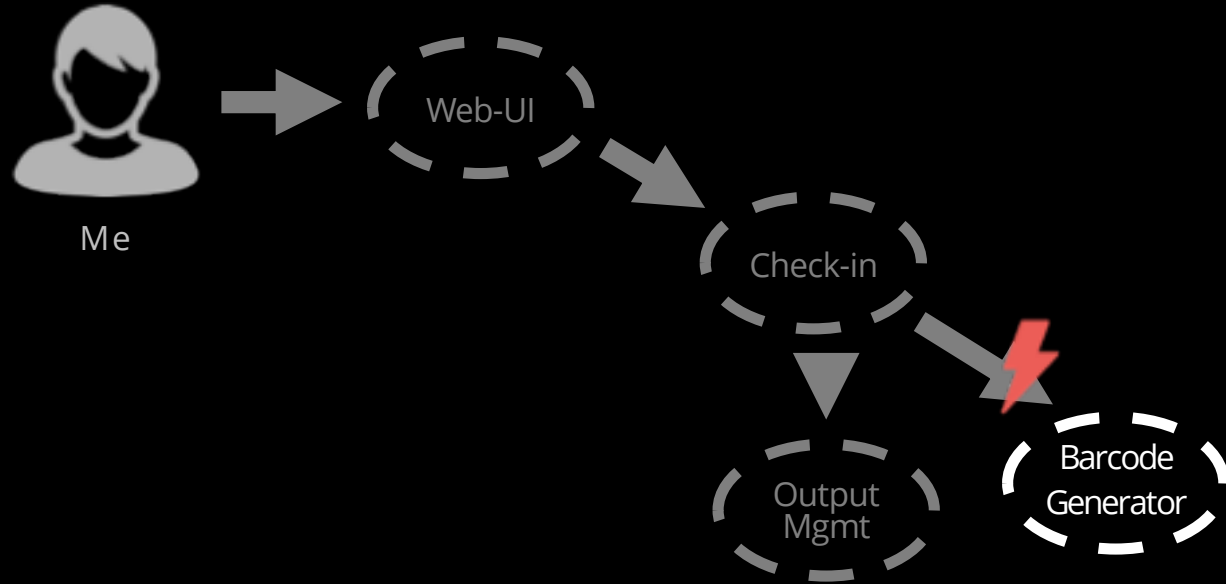 Me
Web-UI
Check-in
Output
Mgmt
Barcode
Generator